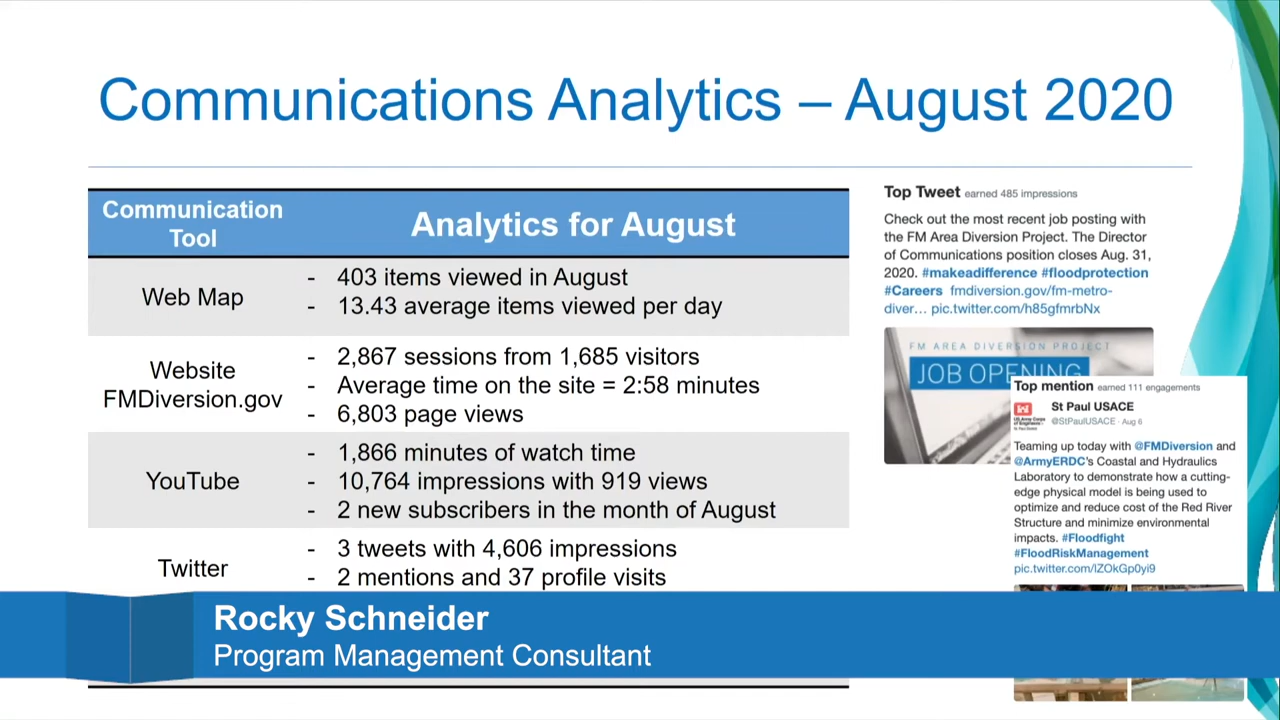 Communications Analytics – August 2020
Communication
Tool
Analytics for August
Web Map
- 403 items viewed in August
- 13.43 average items viewed per day
Website
FMDiversion.gov
- 2,867 sessions from 1,685 visitors
- Average time on the site = 2:58 minutes
- 6,803 page views
YouTube
- 1,866 minutes of watch time
- 10,764 impressions with 919 views
- 2 new subscribers in the month of August
Twitter
- 3 tweets with 4,606 impressions
- 2 mentions and 37 profile visits
Top Tweet earned 485 impressions
Check out the most recent job posting with
the FM Area Diversion Project. The Director
of Communications position closes Aug. 31,
2020. #makeadifference #floodprotection
#Careers fmdiversion.gov/fm-metro-
diver… pic.twitter.com/h85gfmrbNx
FM AREA DIVERSION PROJECT
JOB OPENING
Top mention earned 111 engagements
St Paul USACE
@StPaulUSACE · Aug 6
Teaming up today with @FMDiversion and
@ArmyERDC's Coastal and Hydraulics
Laboratory to demonstrate how a cutting-
edge physical model is being used to
optimize and reduce cost of the Red River
Structure and minimize environmental
impacts. #Floodfight
#FloodRiskManagement
pic.twitter.com/lZOkGp0yi9
Rocky Schneider
Program Management Consultant